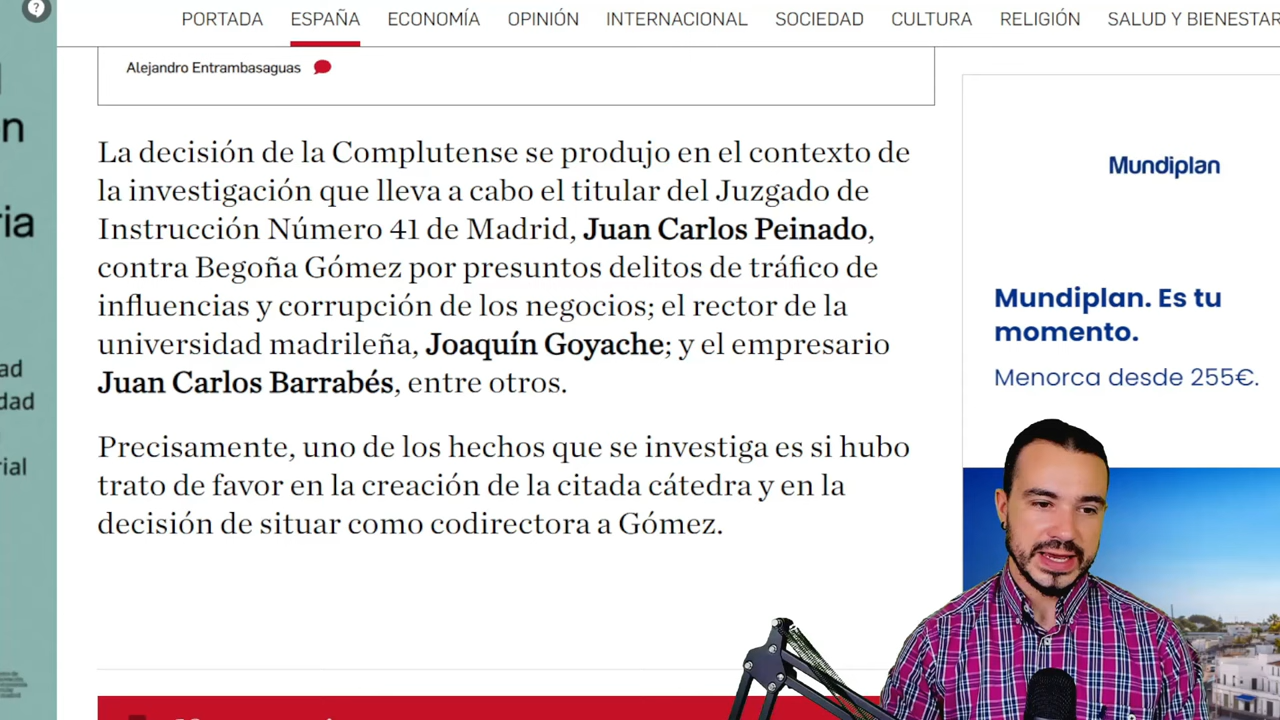 ?
PORTADA ESPAÑA ECONOMÍA OPINIÓN INTERNACIONAL SOCIEDAD CULTURA RELIGIÓN SALUD Y BIENESTAR
Alejandro Entrambasaguas
La decisión de la Complutense se produjo en el contexto de
la investigación que lleva a cabo el titular del Juzgado de
Instrucción Número 41 de Madrid, Juan Carlos Peinado,
contra Begoña Gómez por presuntos delitos de tráfico de
influencias y corrupción de los negocios; el rector de la
universidad madrileña, Joaquín Goyache; y el empresario
Juan Carlos Barrabés, entre otros.
Precisamente, uno de los hechos que se investiga es si hubo
trato de favor en la creación de la citada cátedra y en la
decisión de situar como codirectora a Gómez.
Mundiplan
Mundiplan. Es tu
momento.
Menorca desde 255€.
n
ria
ad
dad
rial